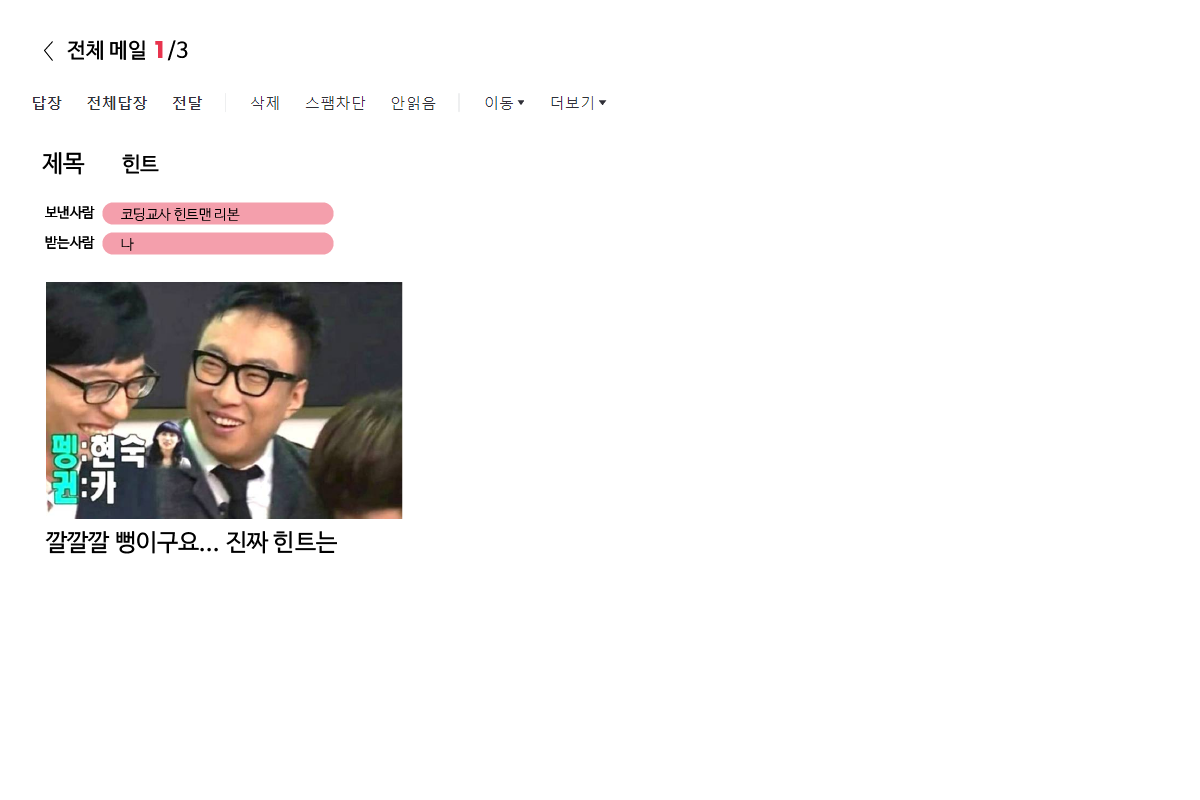 전체 메일 1/3
답장 전체답장 전달 삭제 스팸차단 안읽음 이동 더보기
제목 힌트
보낸사람 코딩교사 힌트맨 리본
받는사람 나
펭:현숙
귄:카
깔깔깔 뻥이구요... 진짜 힌트는